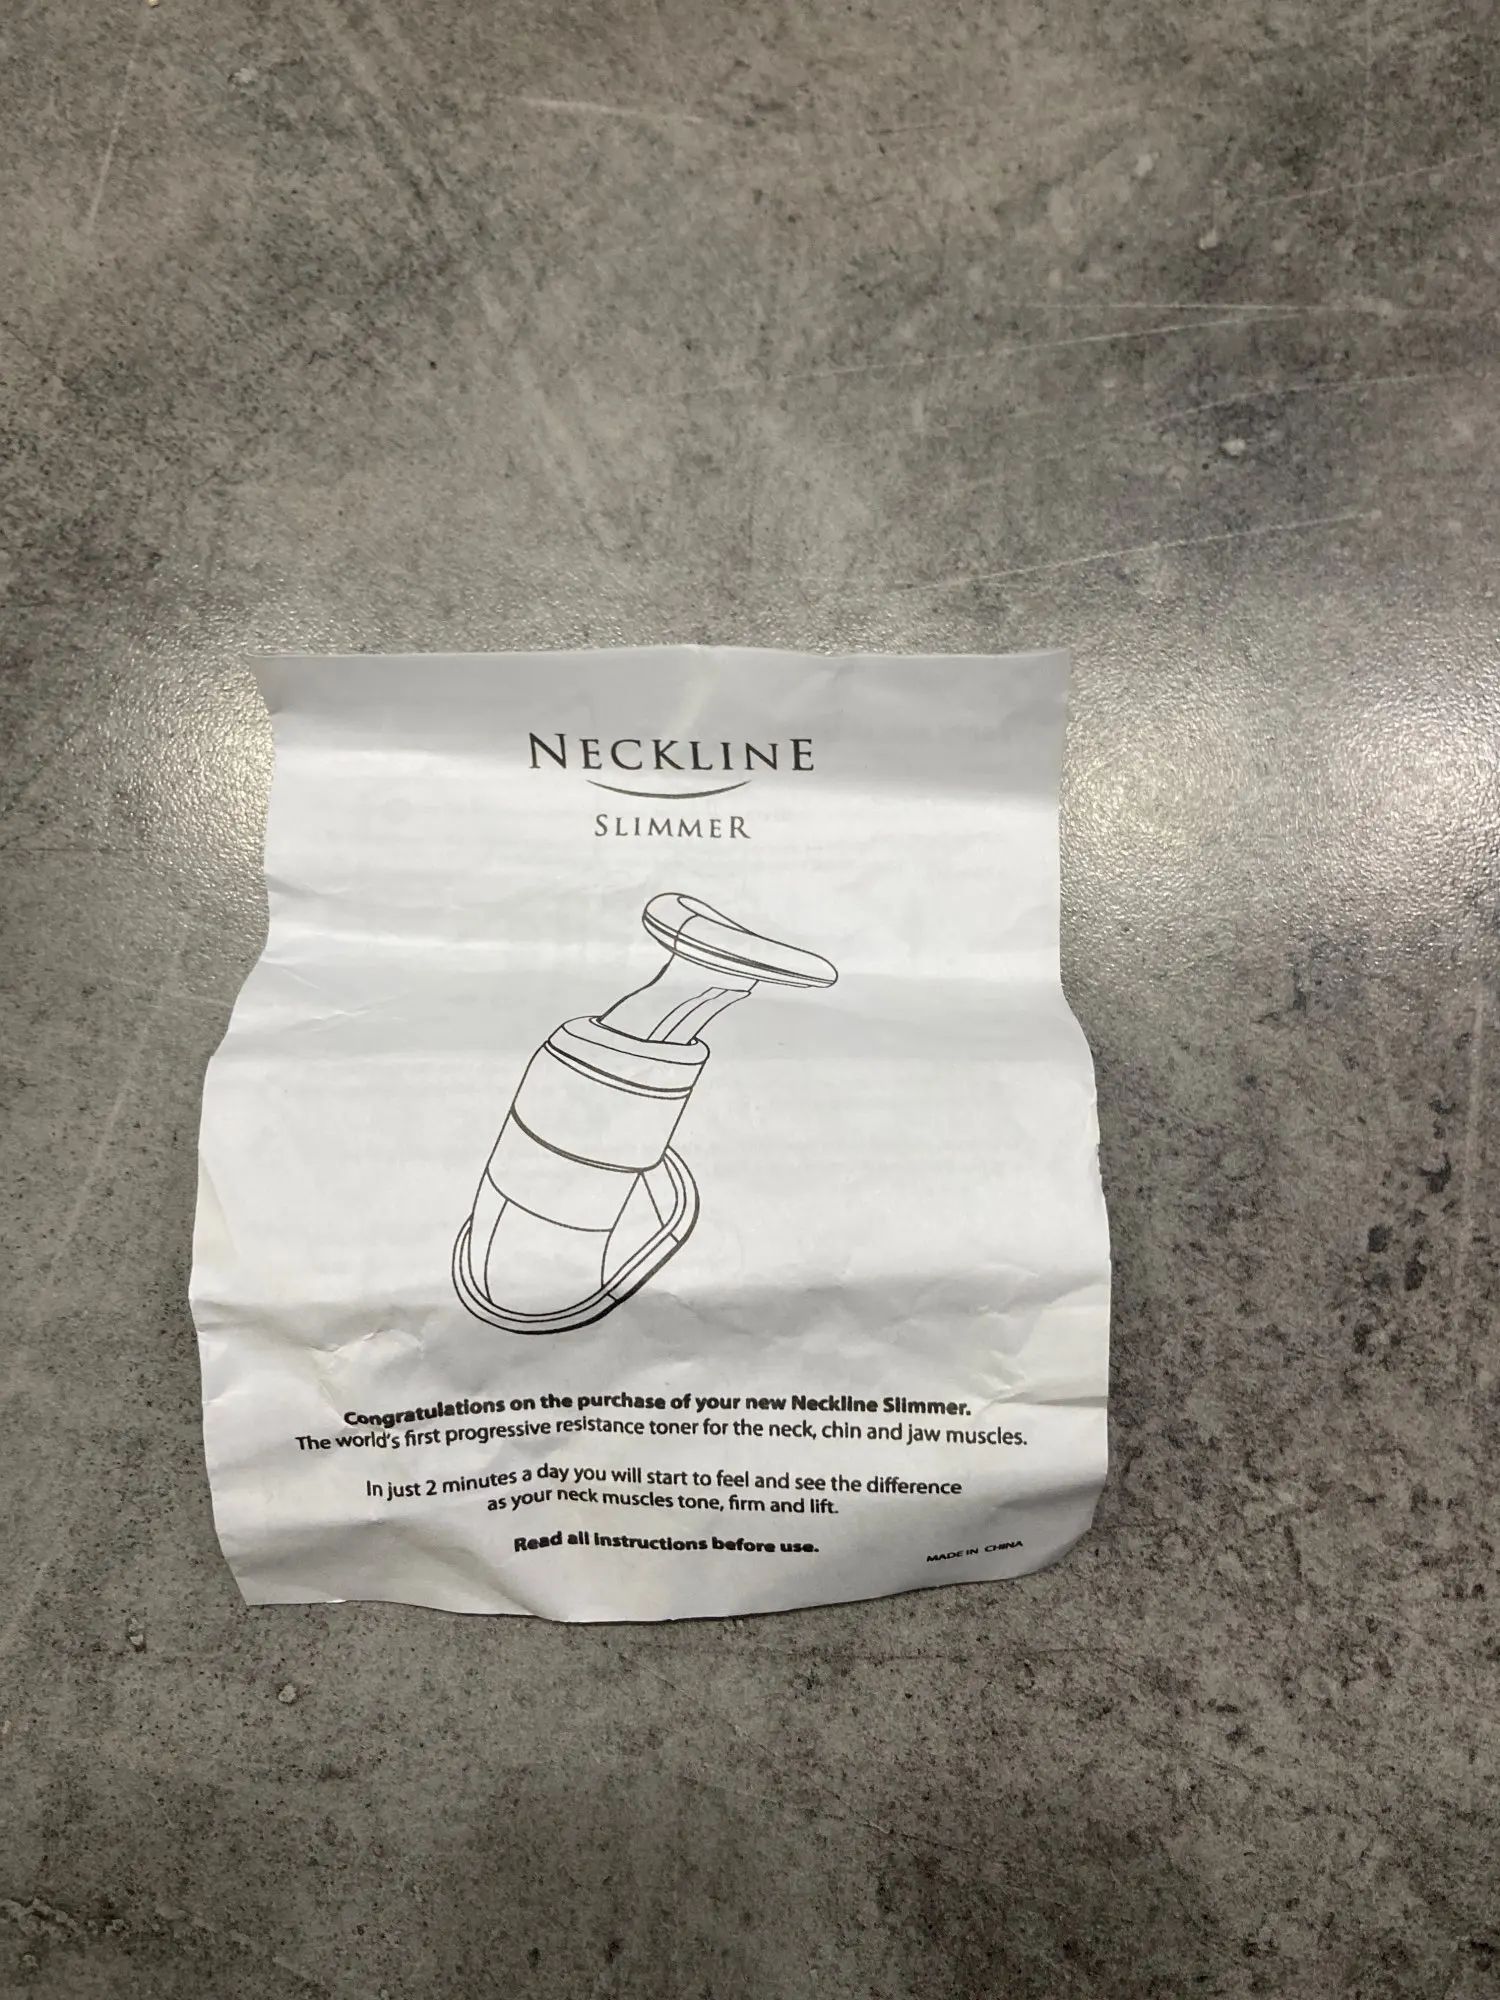 NECKLINE
SLIMMER
Congratulations on the purchase of your new Neckline Slimmer.
The world's first progressive resistance toner for the neck, chin and jaw muscles.
In just 2 minutes a day you will start to feel and see the difference
as your neck muscles tone, firm and lift.
Read all instructions before use.
MADE IN CHINA